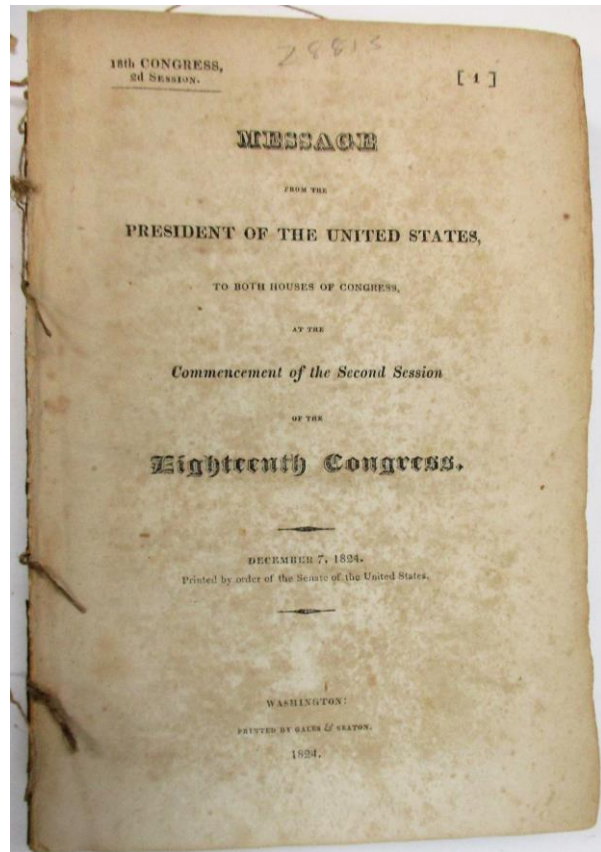 28813
18th CONGRESS,
2d SESSION.
[ 1 ]
MESSAGE
FROM THE
PRESIDENT OF THE UNITED STATES,
TO BOTH HOUSES OF CONGRESS,
AT THE
Commencement of the Second Session
OF THE
Eighteenth Congress.
DECEMBER 7, 1824.
Printed by order of the Senate of the United States.
WASHINGTON:
PRINTED BY GALES & SEATON.
1824.